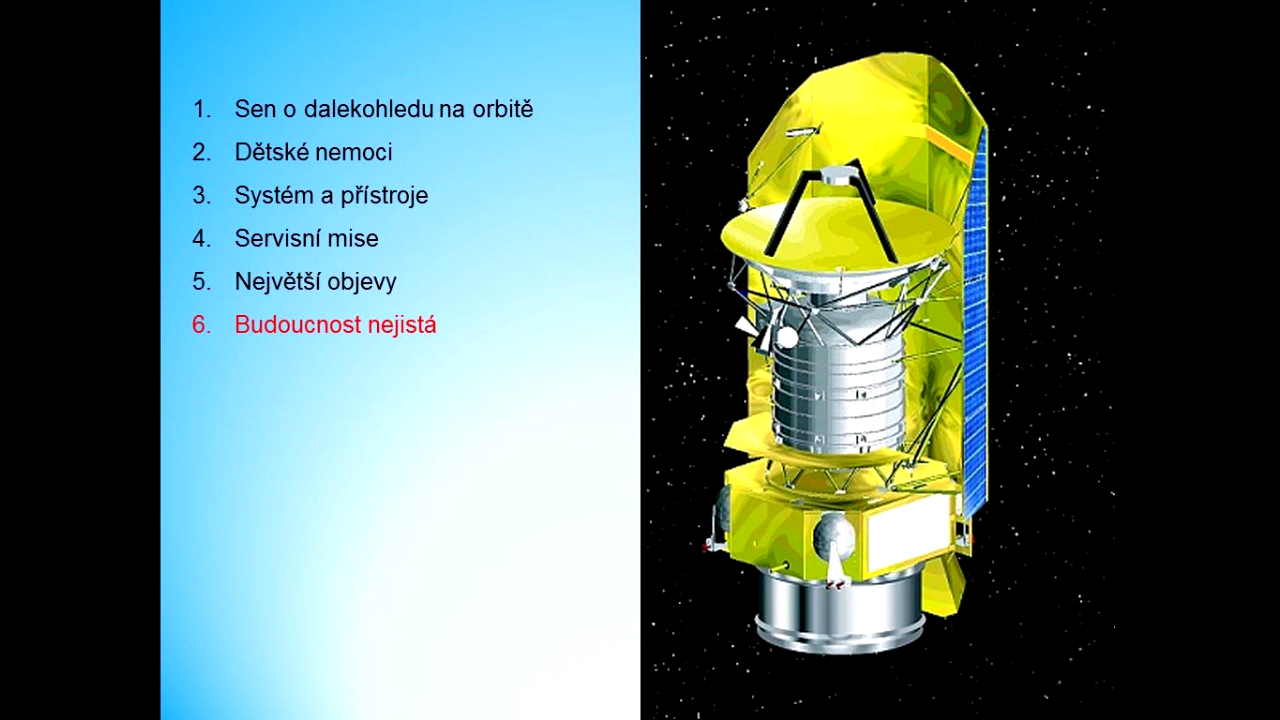 1. Sen o dalekohledu na orbitě
2. Dětské nemoci
3. Systém a přístroje
4. Servisní mise
5. Největší objevy
6. Budoucnost nejistá